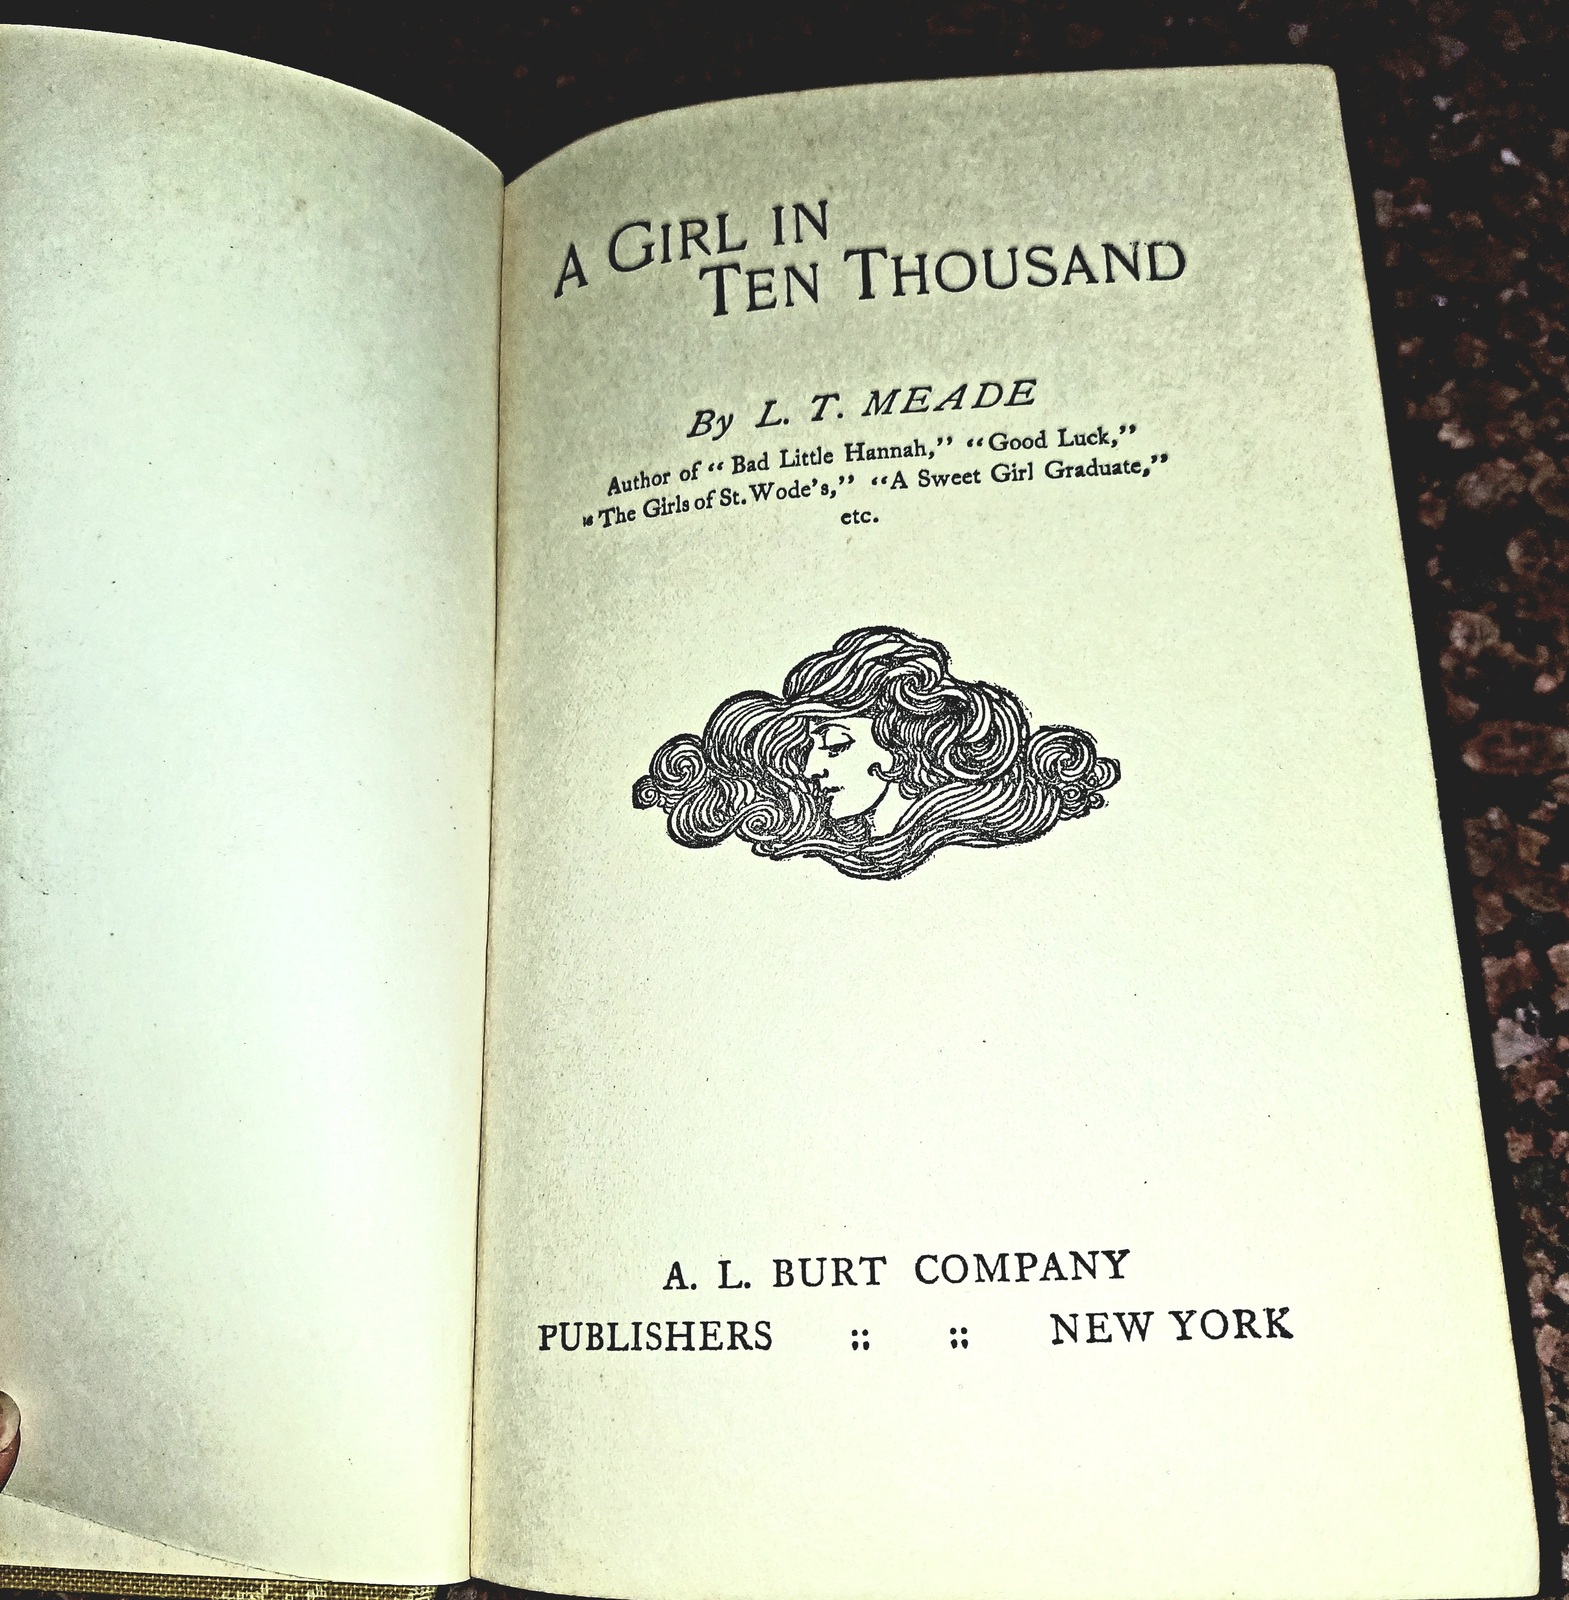 A GIRL IN
TEN THOUSAND
By L. T. MEADE
Author of “Bad Little Hannah,” “Good Luck,”
“The Girls of St. Wode’s,” “A Sweet Girl Graduate,”
etc.
A. L. BURT COMPANY
PUBLISHERS :: :: NEW YORK